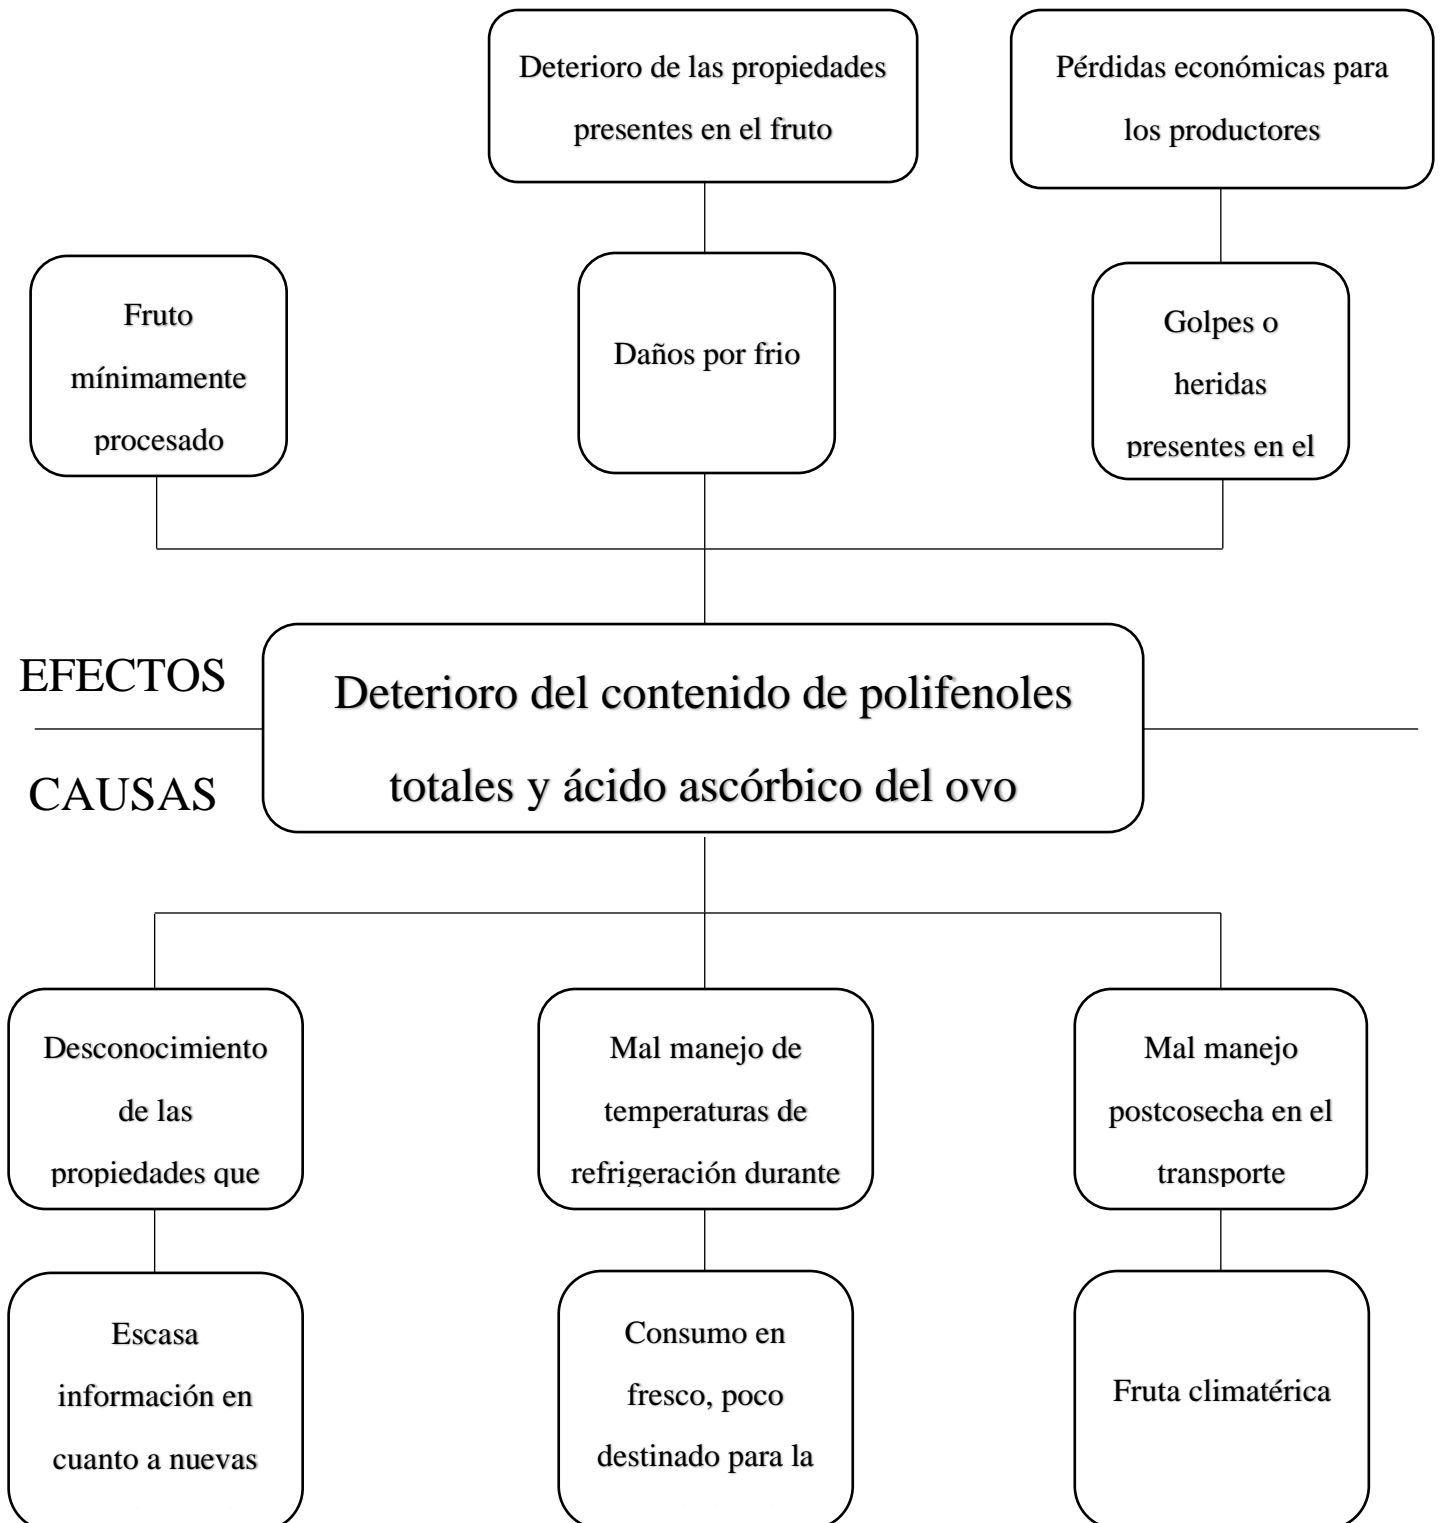 Deterioro de las propiedades
presentes en el fruto
Pérdidas económicas para
los productores
Fruto
mínimamente
procesado
Daños por frio
Golpes o
heridas
presentes en el
EFECTOS
Deterioro del contenido de polifenoles
totales y ácido ascórbico del ovo
CAUSAS
Desconocimiento
de las
propiedades que
Mal manejo de
temperaturas de
refrigeración durante
Mal manejo
postcosecha en el
transporte
Escasa
información en
cuanto a nuevas
Consumo en
fresco, poco
destinado para la
Fruta climatérica